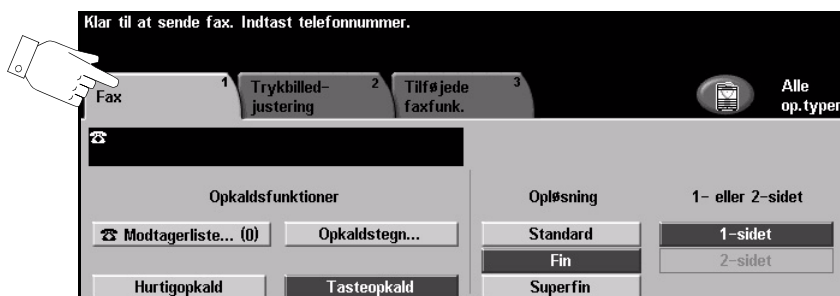 Klar til at sende fax. Indtast telefonnummer.
Fax 1
Trykbilled-
justering 2
Tilføjede
faxfunk. 3
Alle
op.typer
Opkaldsfunktioner
Opløsning
1- eller 2-sidet
Modtagerliste... (0)
Opkaldstegn...
Standard
1-sidet
Fin
2-sidet
Hurtigopkald
Tasteopkald
Superfin